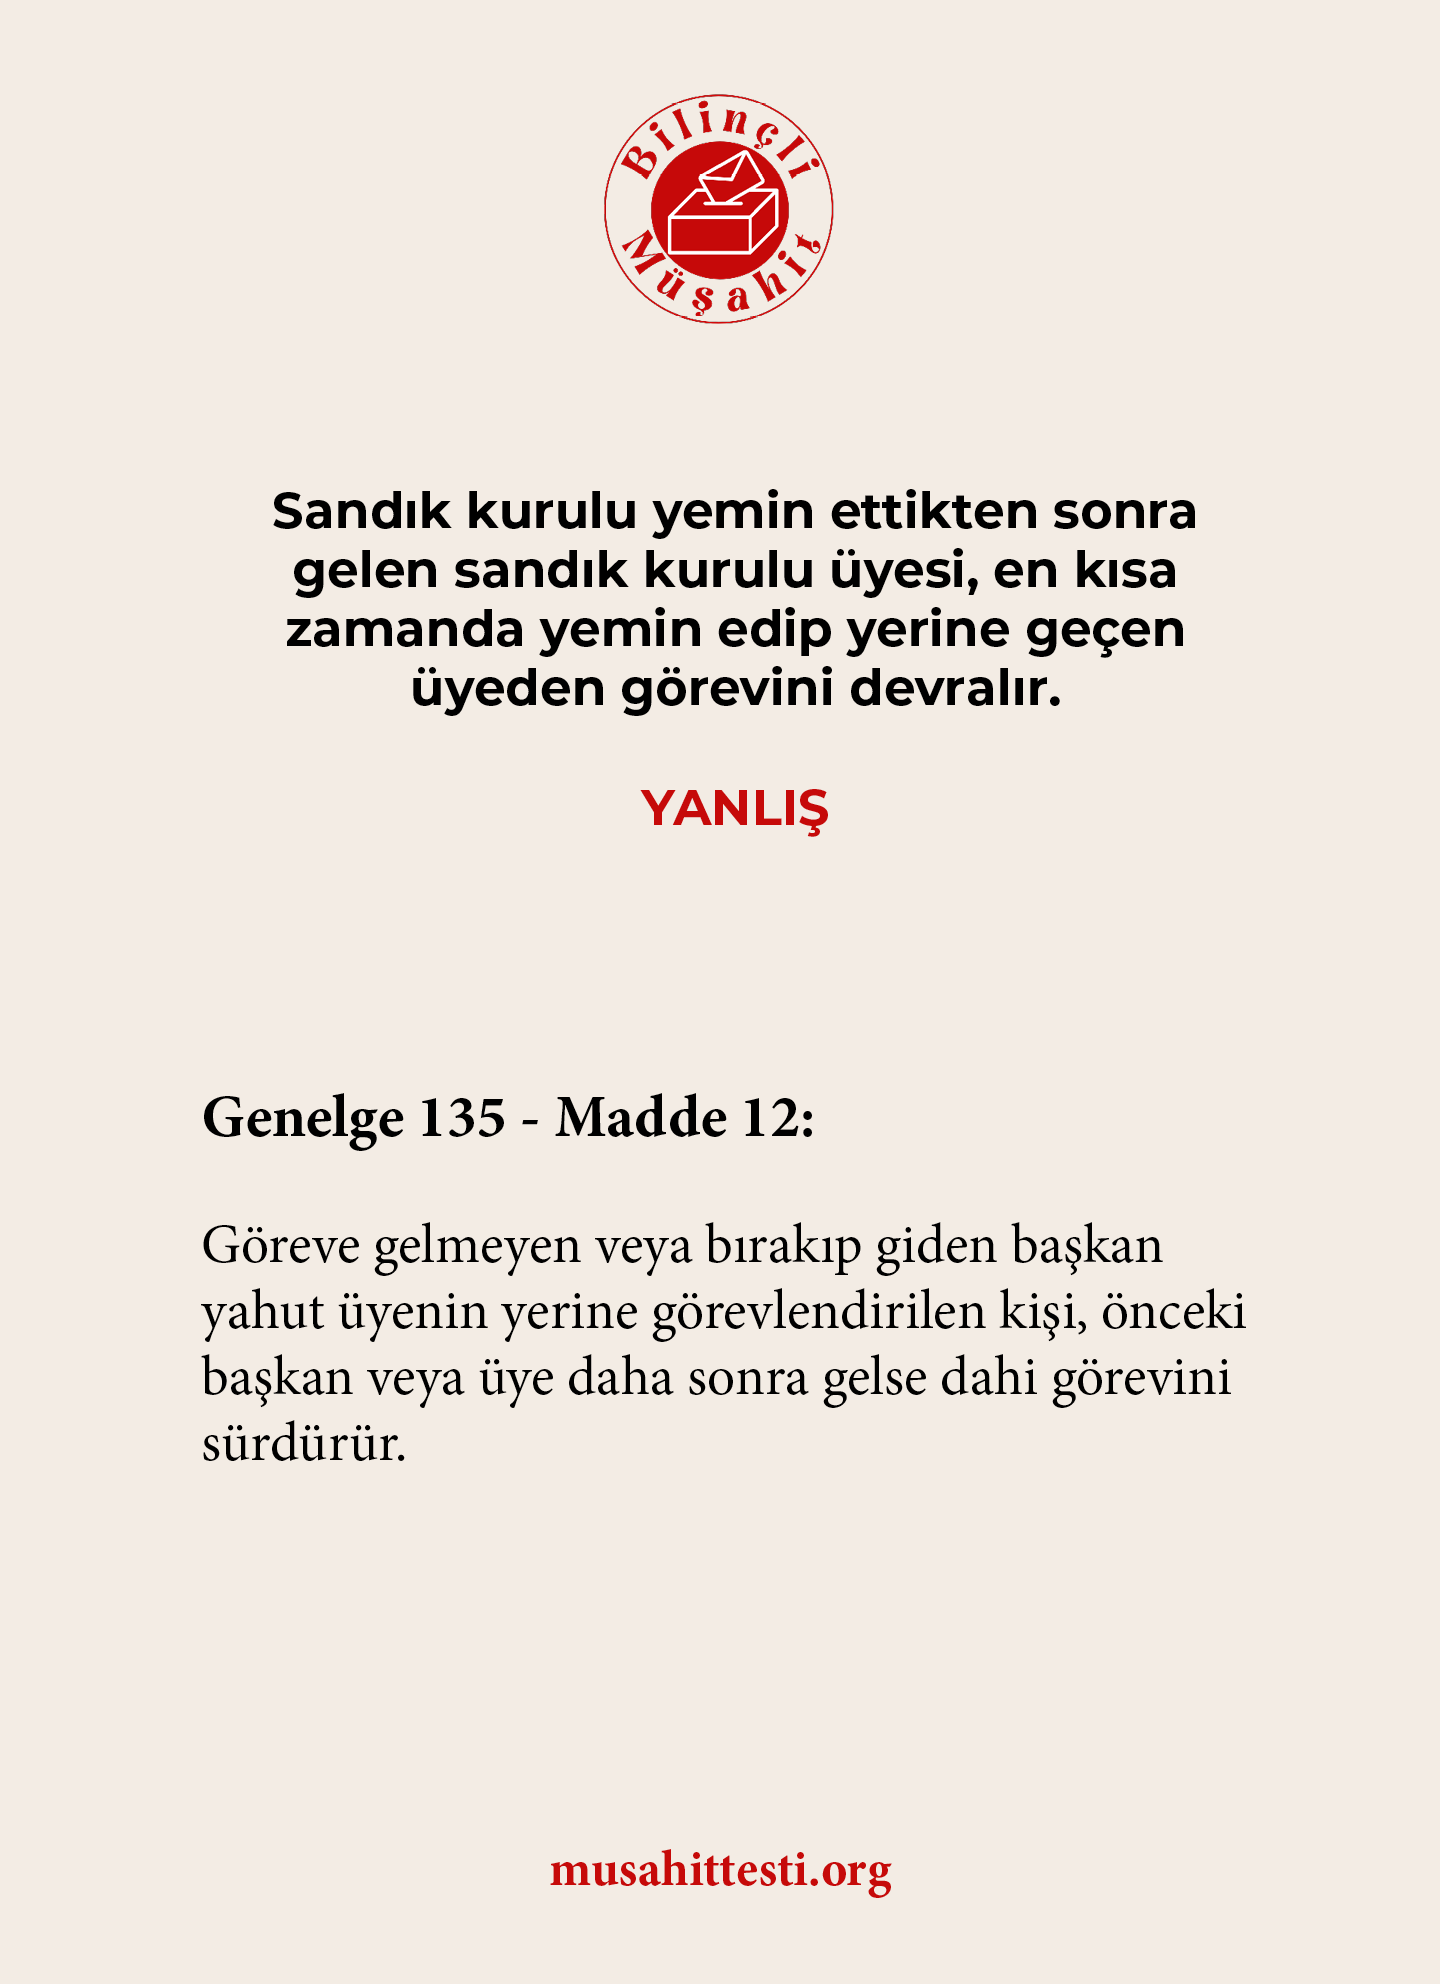 Bilinçli
Müşahit
Sandık kurulu yemin ettikten sonra
gelen sandık kurulu üyesi, en kısa
zamanda yemin edip yerine geçen
üyeden görevini devralır.
YANLIŞ
Genelge 135 - Madde 12:
Göreve gelmeyen veya bırakıp giden başkan
yahut üyenin yerine görevlendirilen kişi, önceki
başkan veya üye daha sonra gelse dahi görevini
sürdürür.
musahittesti.org